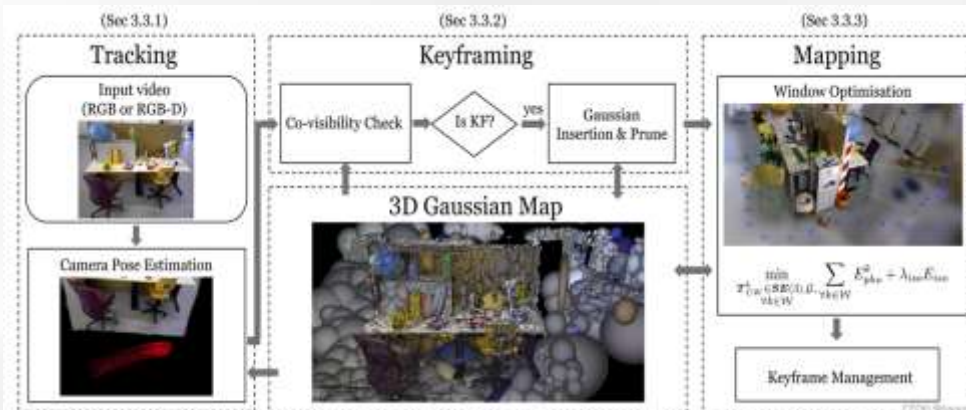 (Sec 3.3.1)
(Sec 3.3.2)
(Sec 3.3.3)
Tracking
Keyframing
Mapping
Input video
(RGB or RGB-D)
Co-visibility Check
Is KF?
yes
Gaussian
Insertion & Prune
Window Optimisation
3D Gaussian Map
Camera Pose Estimation
min
∀k∈W
Keyframe Management